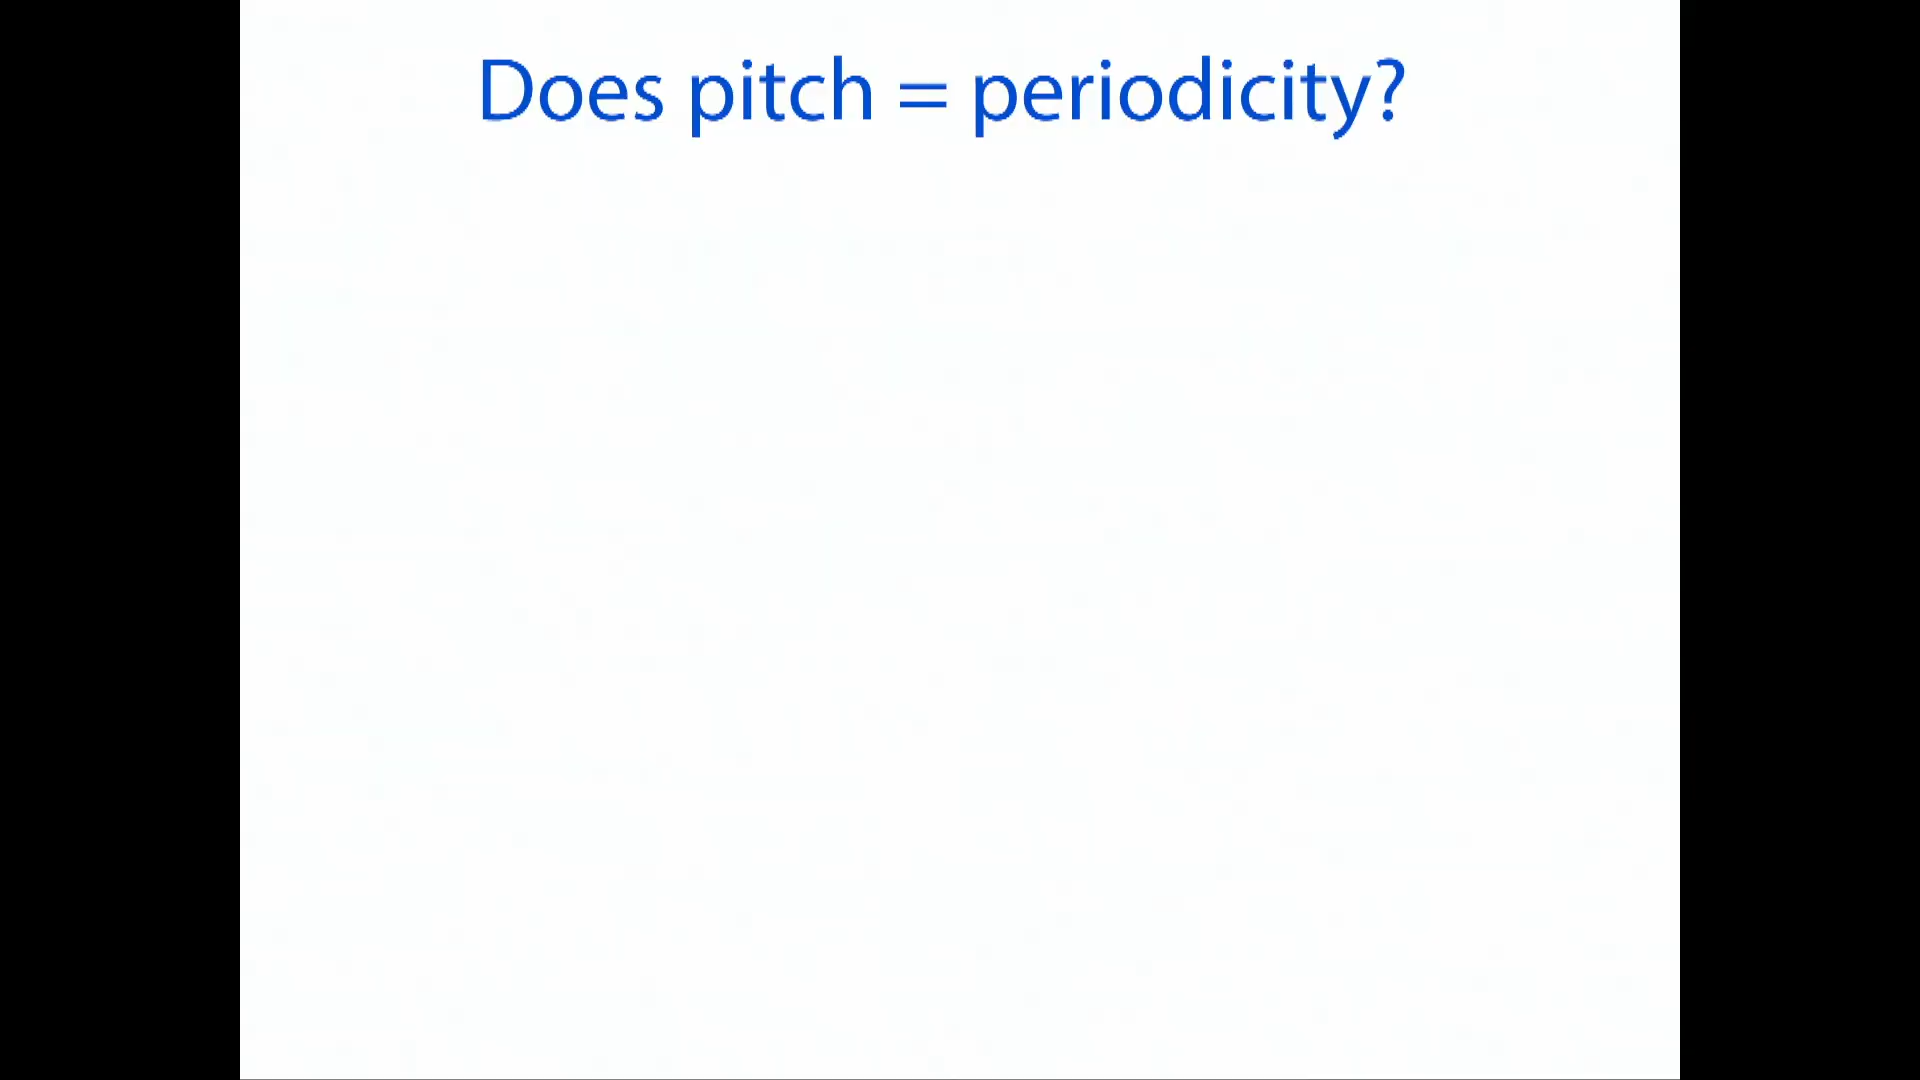 Does pitch = periodicity?